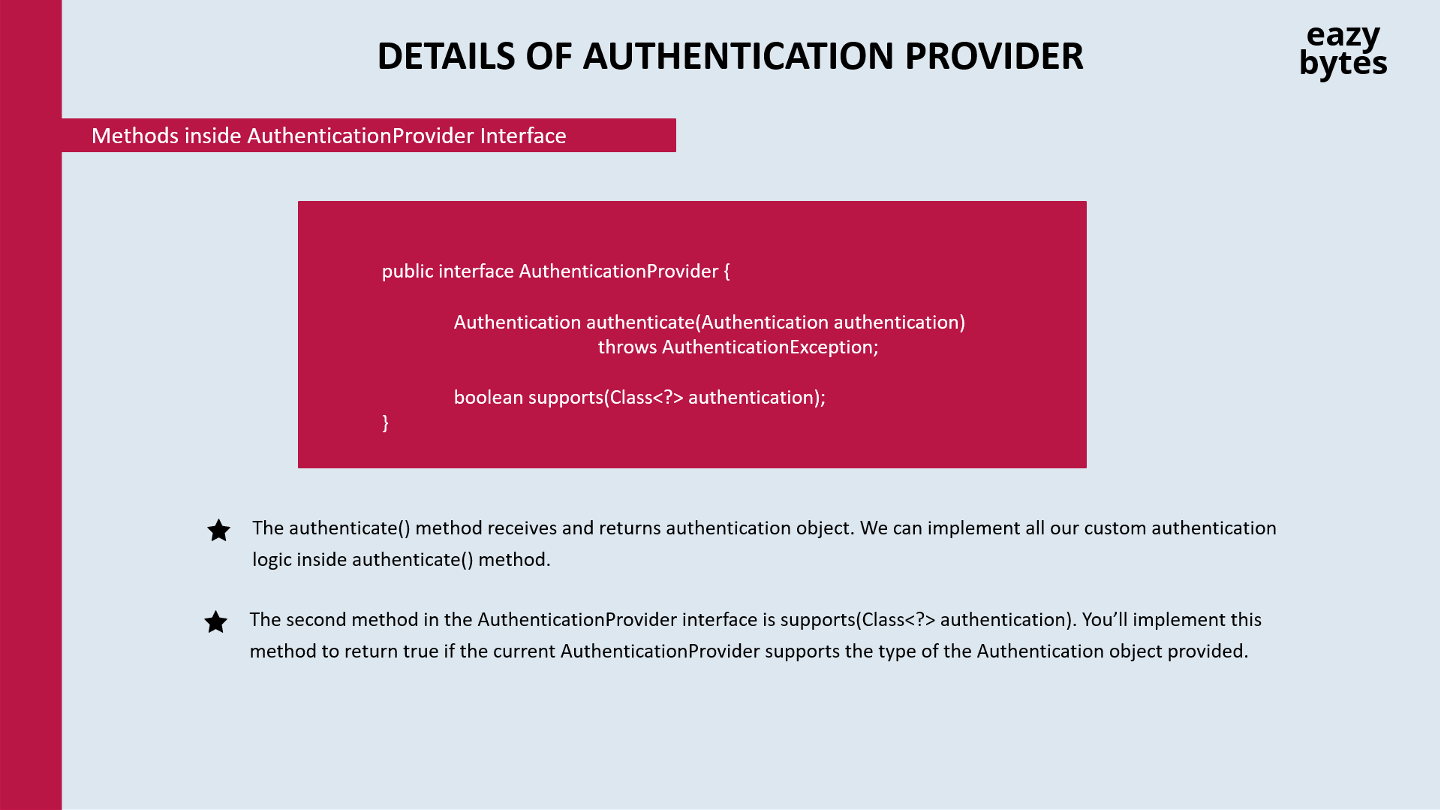 DETAILS OF AUTHENTICATION PROVIDER
eazy
bytes
Methods inside AuthenticationProvider Interface
public interface AuthenticationProvider {
Authentication authenticate(Authentication authentication)
throws AuthenticationException;
boolean supports(Class<?> authentication);
}
The authenticate() method receives and returns authentication object. We can implement all our custom authentication
logic inside authenticate() method.
The second method in the AuthenticationProvider interface is supports(Class<?> authentication). You’ll implement this
method to return true if the current AuthenticationProvider supports the type of the Authentication object provided.